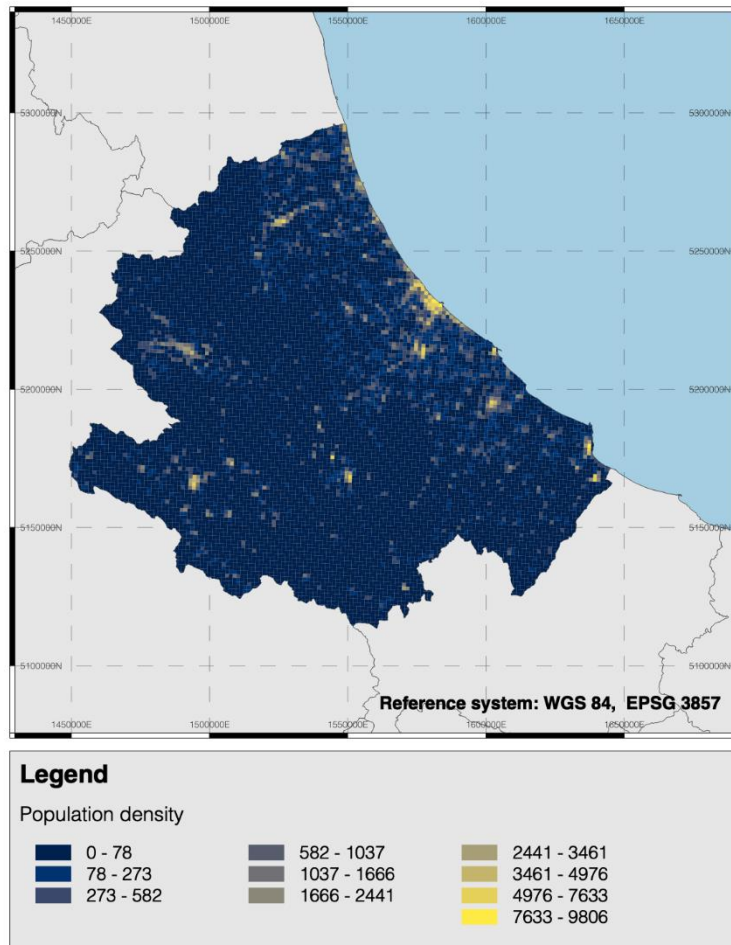 1450000E 1500000E 1550000E 1600000E 1650000E
5300000N 5300000N
5250000N 5250000N
5200000N 5200000N
5150000N 5150000N
5100000N 5100000N
Reference system: WGS 84, EPSG 3857
1450000E 1500000E 1550000E 1600000E 1650000E
Legend
Population density
0 - 78 582 - 1037 2441 - 3461
78 - 273 1037 - 1666 3461 - 4976
273 - 582 1666 - 2441 4976 - 7633
7633 - 9806